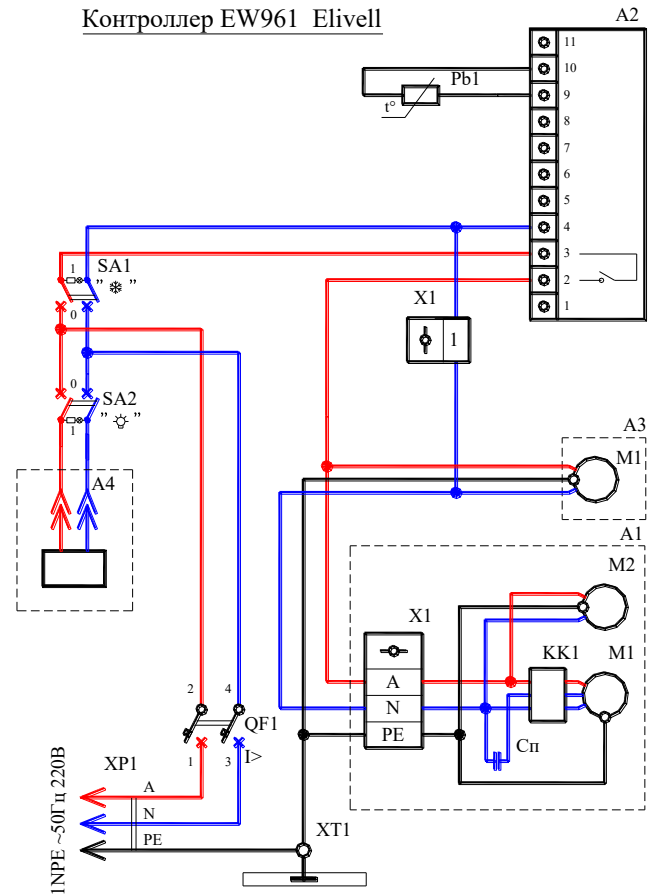 Контроллер EW961 Elivell
A2
11
10
Pb1
9
t°
8
7
6
5
4
3
1
SA1
" ❄ "
2
X1
0
1
1
0
SA2
" "
1
A3
M1
A4
A1
M2
X1
KK1
M1
A
N
2
4
QF1
PE
Сп
1
3
I>
XP1
A
N
PE
XT1
1NPE ~50Гц 220В